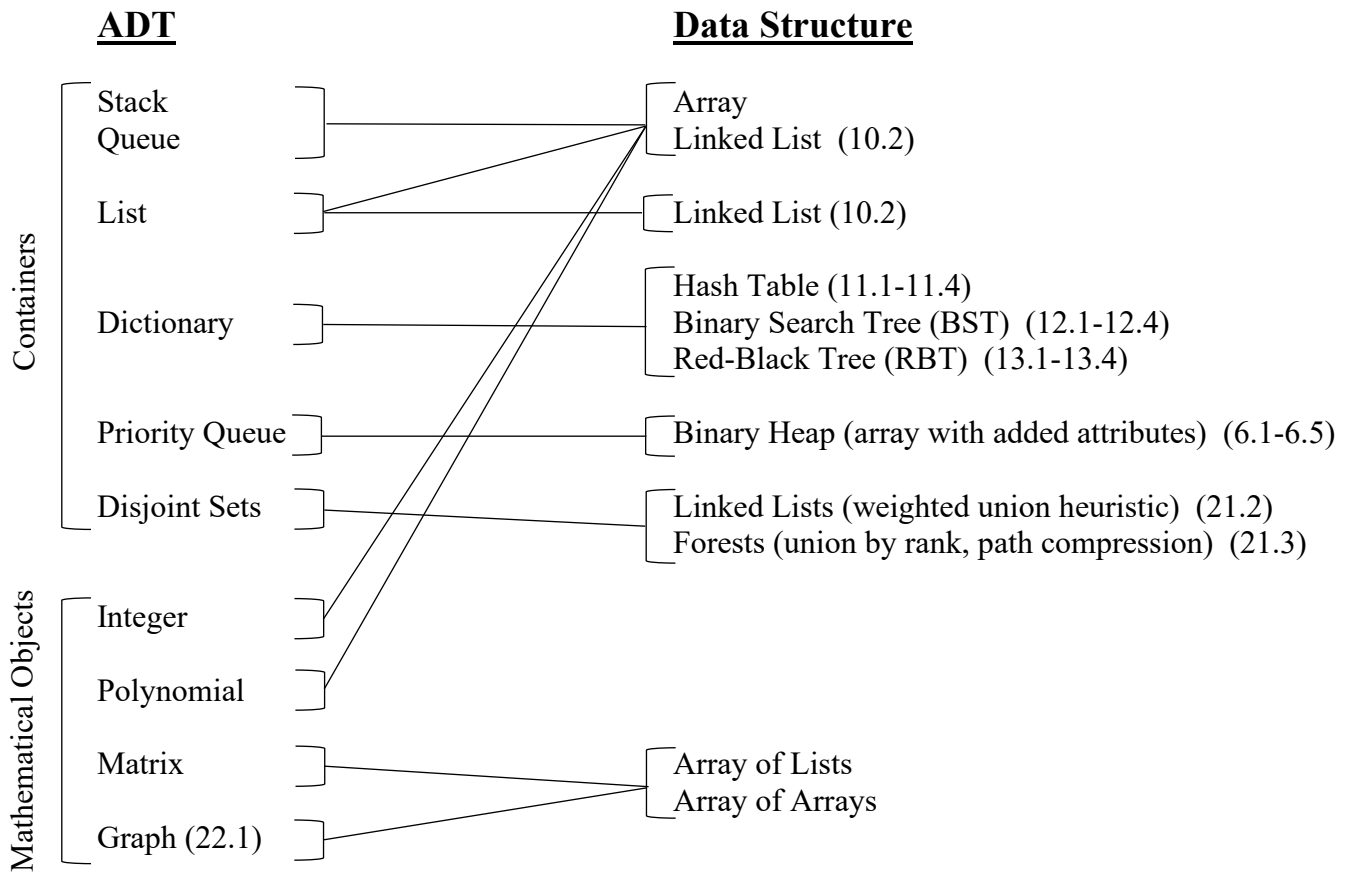 ADT Data Structure
Containers
Stack Array
Queue Linked List (10.2)
List Linked List (10.2)
Hash Table (11.1-11.4)
Dictionary Binary Search Tree (BST) (12.1-12.4)
Red-Black Tree (RBT) (13.1-13.4)
Priority Queue Binary Heap (array with added attributes) (6.1-6.5)
Disjoint Sets Linked Lists (weighted union heuristic) (21.2)
Forests (union by rank, path compression) (21.3)
Mathematical Objects
Integer
Polynomial
Matrix Array of Lists
Array of Arrays
Graph (22.1)